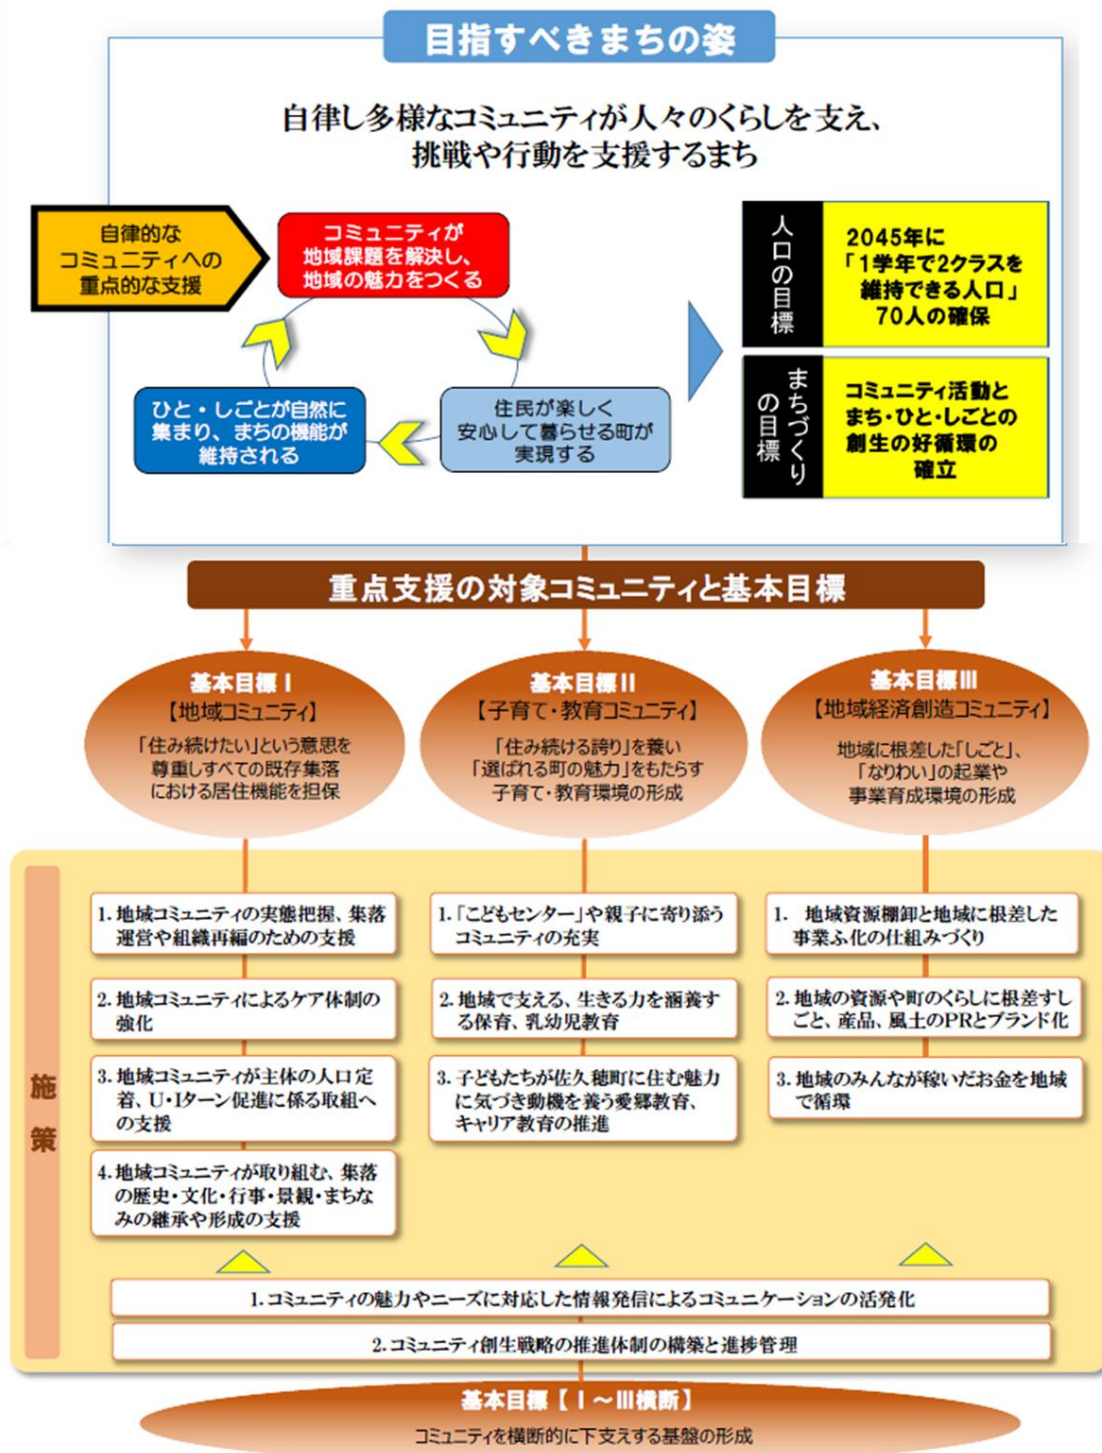 目指すべきまちの姿
自律し多様なコミュニティが人々のくらしを支え、
挑戦や行動を支援するまち
自律的な
コミュニティへの
重点的な支援
コミュニティが
地域課題を解決し、
地域の魅力をつくる
住民が楽しく
安心して暮らせる町が
実現する
ひと・しごとが自然に
集まり、まちの機能が
維持される
人口の目標
2045年に
「1学年で2クラスを
維持できる人口」
70人の確保
まちづくり
の目標
コミュニティ活動と
まち・ひと・しごとの
創生の好循環の
確立
重点支援の対象コミュニティと基本目標
基本目標Ⅰ
【地域コミュニティ】
「住み続けたい」という意思を
尊重しすべての既存集落
における居住機能を担保
基本目標Ⅱ
【子育て・教育コミュニティ】
「住み続ける誇り」を養い
「選ばれる町の魅力」をもたらす
子育て・教育環境の形成
基本目標Ⅲ
【地域経済創造コミュニティ】
地域に根差した「しごと」、
「なりわい」の起業や
事業育成環境の形成
施策
1.地域コミュニティの実態把握、集落
運営や組織再編のための支援
2.地域コミュニティによるケア体制の
強化
3.地域コミュニティが主体の人口定
着、U・Iターン促進に係る取組へ
の支援
4.地域コミュニティが取り組む、集落
の歴史・文化・行事・景観・まちな
みの継承や形成の支援
1.「こどもセンター」や親子に寄り添う
コミュニティの充実
2.地域で支える、生きる力を涵養す
る保育、乳幼児教育
3.子どもたちが佐久穂町に住む魅力
に気づき動機を養う愛郷教育、
キャリア教育の推進
1. 地域資源棚卸と地域に根差した
事業ふ化の仕組みづくり
2.地域の資源や町のくらしに根差すし
ごと、産品、風土のPRとブランド化
3.地域のみんなが稼いだお金を地域
で循環
1.コミュニティの魅力やニーズに対応した情報発信によるコミュニケーションの活発化
2.コミュニティ創生戦略の推進体制の構築と進捗管理
基本目標【Ⅰ～Ⅲ横断】
コミュニティを横断的に下支えする基盤の形成